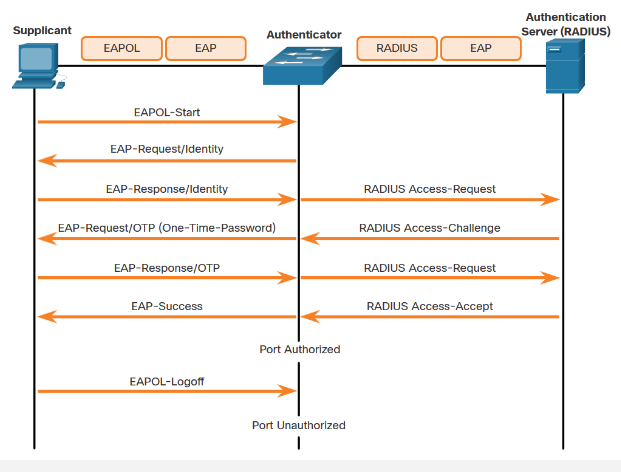 Supplicant
EAPOL
EAP
Authenticator
RADIUS
EAP
Authentication
Server (RADIUS)
EAPOL-Start
EAP-Request/Identity
EAP-Response/Identity
RADIUS Access-Request
EAP-Request/OTP (One-Time-Password)
RADIUS Access-Challenge
EAP-Response/OTP
RADIUS Access-Request
EAP-Success
RADIUS Access-Accept
Port Authorized
EAPOL-Logoff
Port Unauthorized